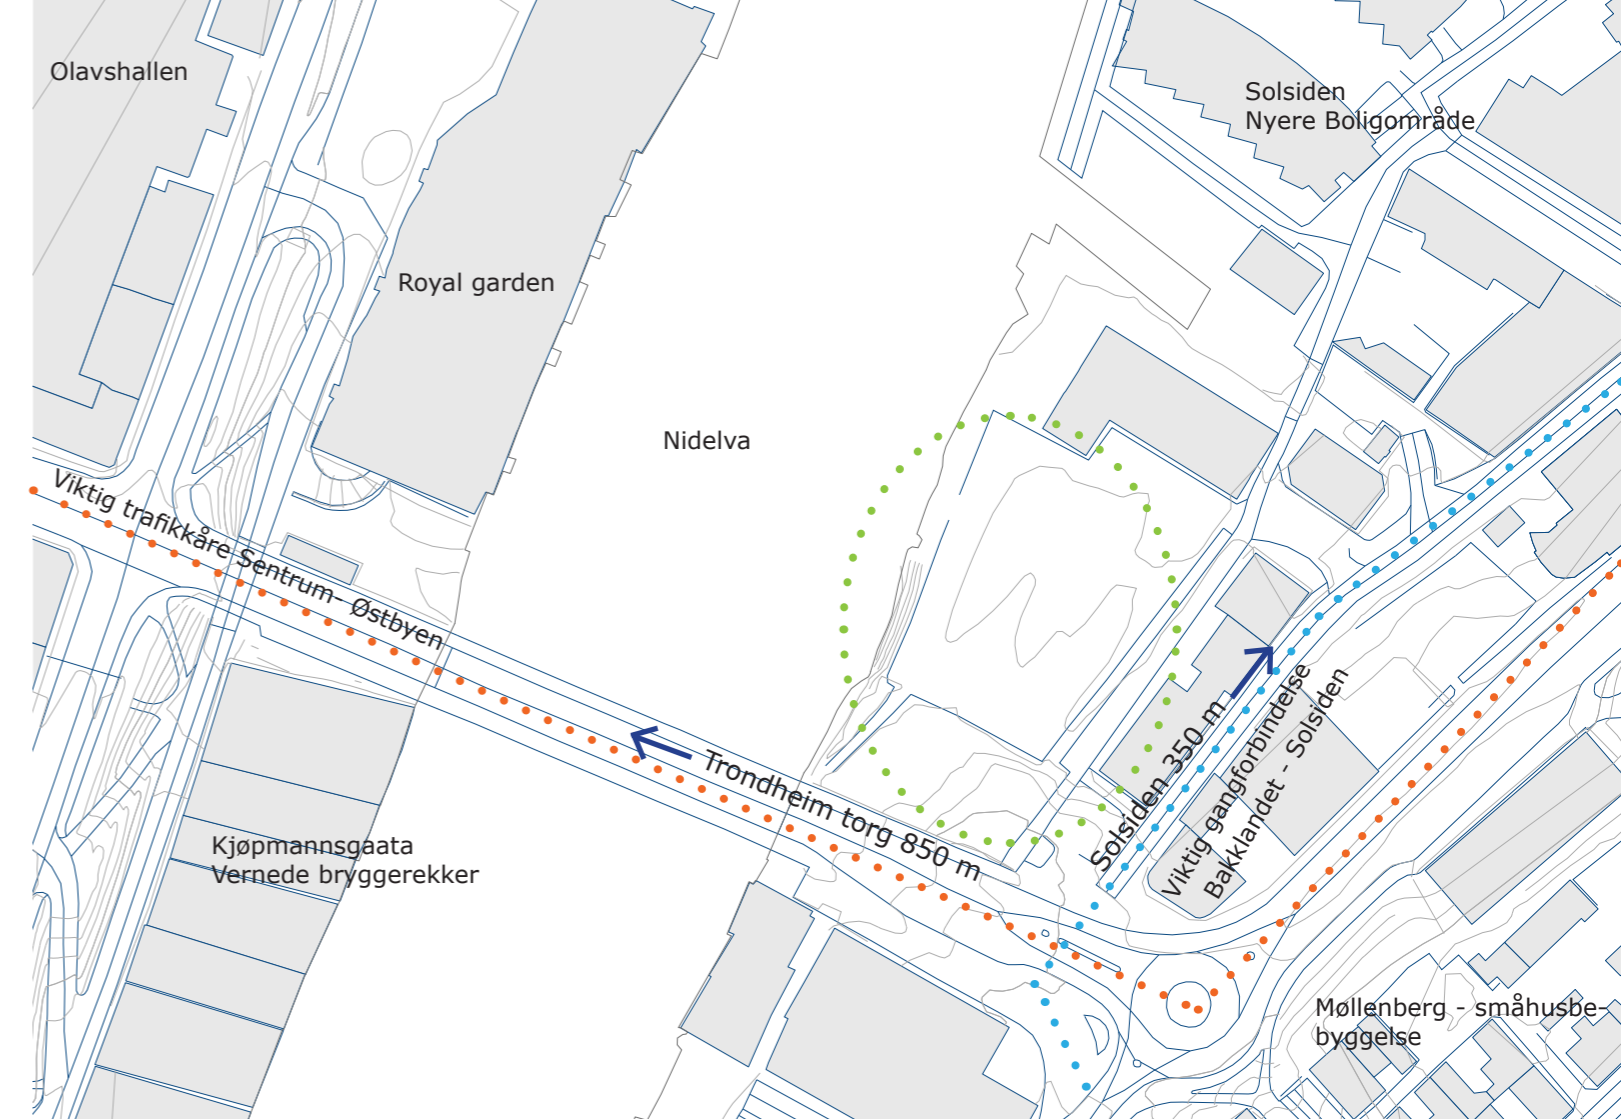 Olavshallen
Solsiden
Nyere Boligområde
Royal garden
Nidelva
Viktig trafikkåre Sentrum- Østbyen
Trondheim torg 850 m
Solsiden 350 m
Viktig gangforbindelse
Bakklandet - Solsiden
Kjøpmannsgaata
Vernede bryggerekker
Møllenberg - småhusbe-
byggelse